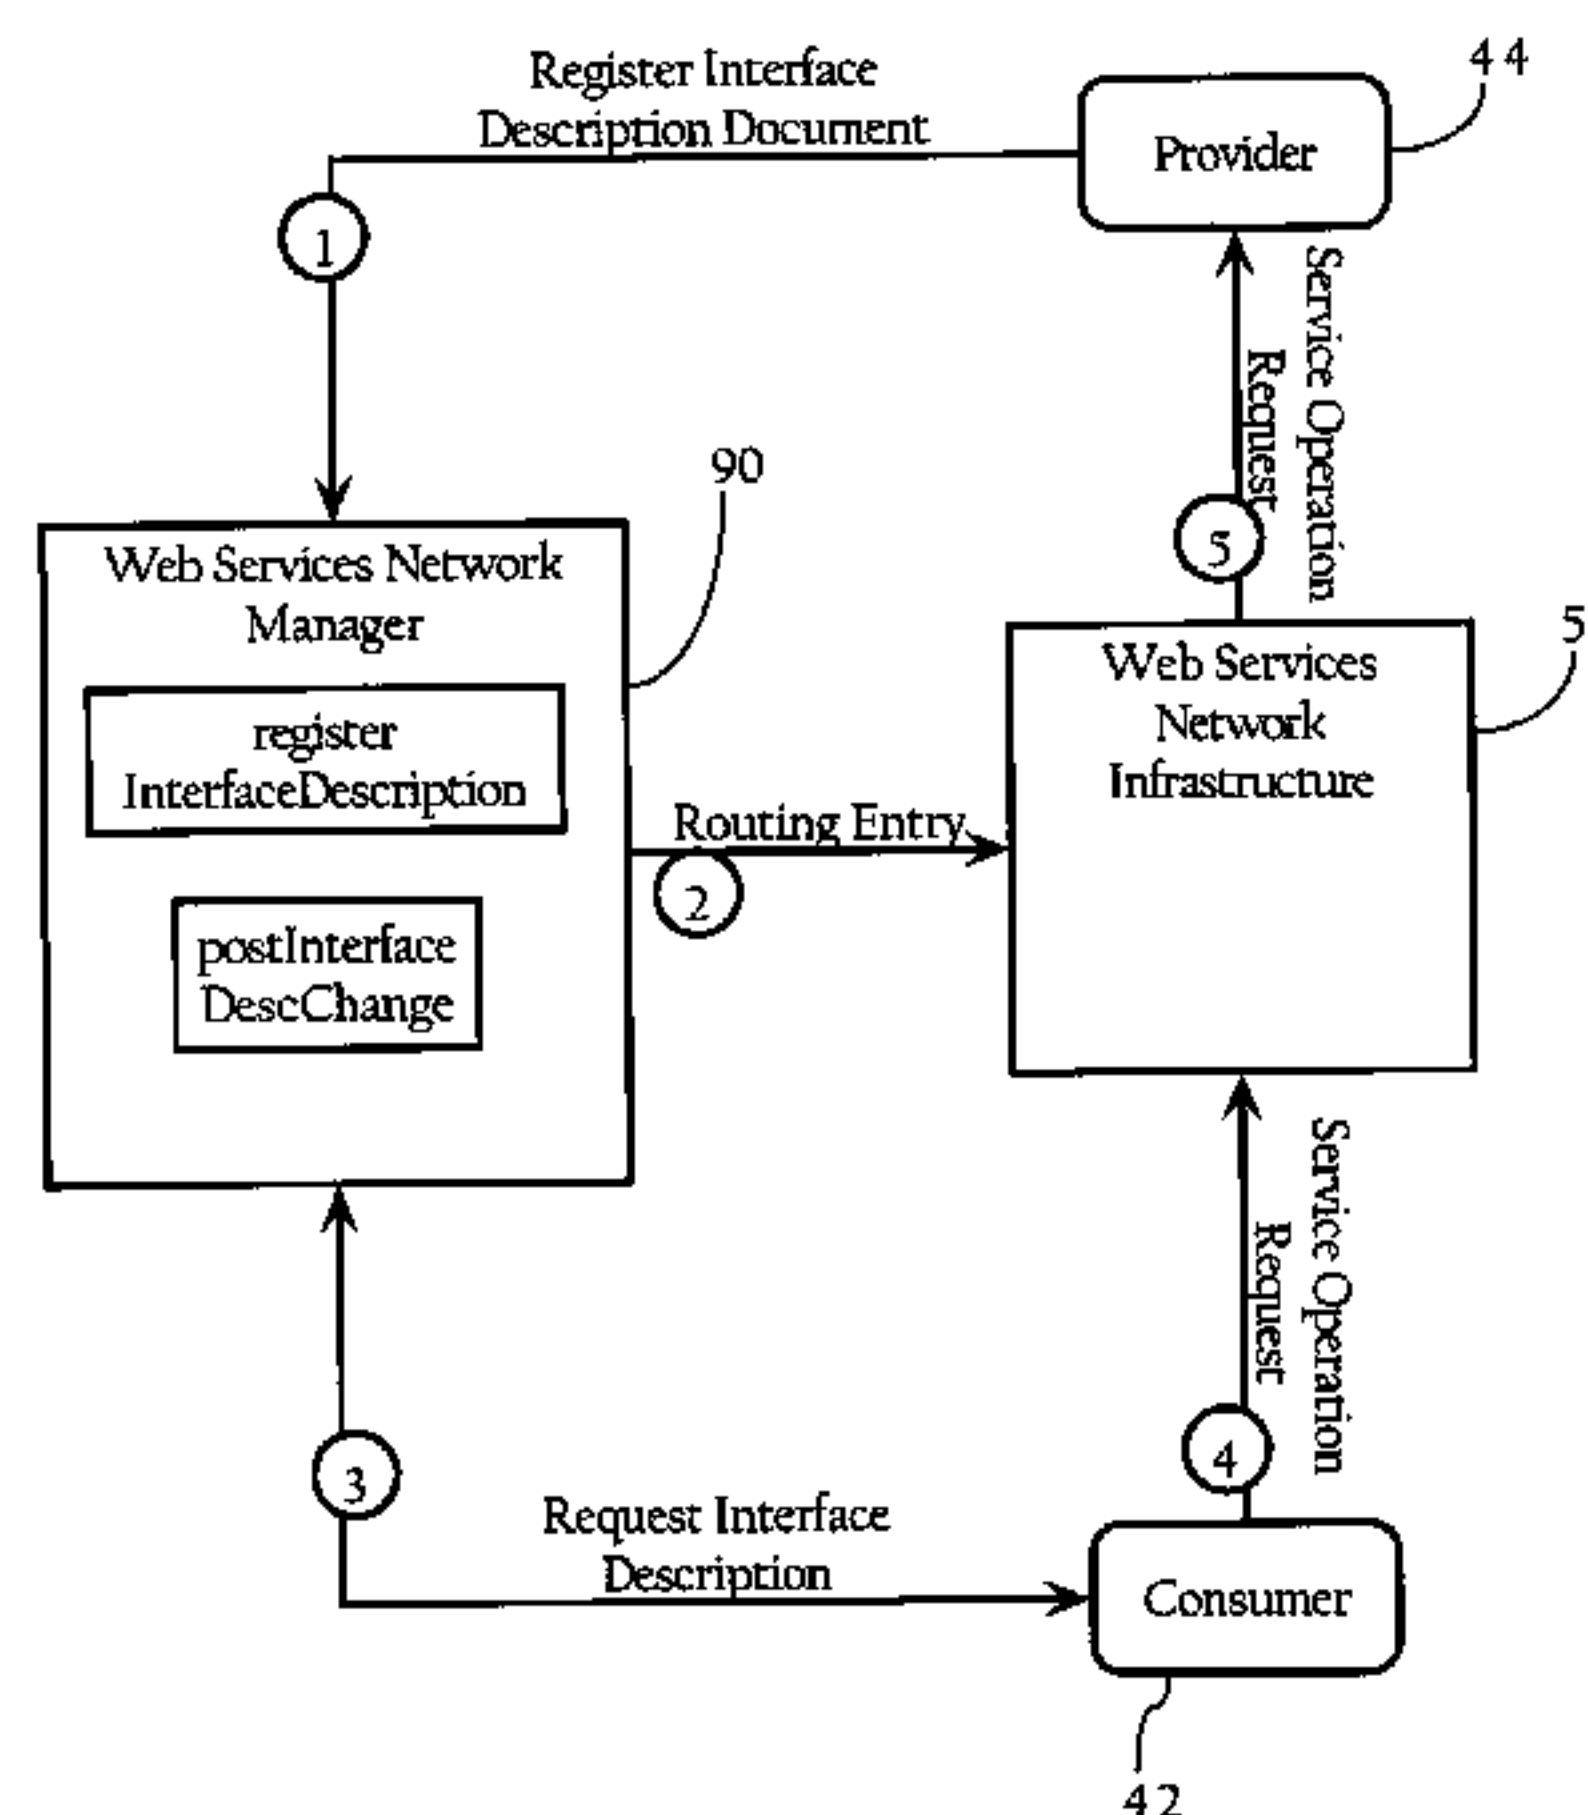 Register Interface
Description Document
44
Provider
1
Service Operation
Request
90
5
Web Services Network
Manager
register
InterfaceDescription
postInterface
DescChange
Routing Entry
2
Web Services
Network
Infrastructure
5
Service Operation
Request
4
3
Request Interface
Description
Consumer
42